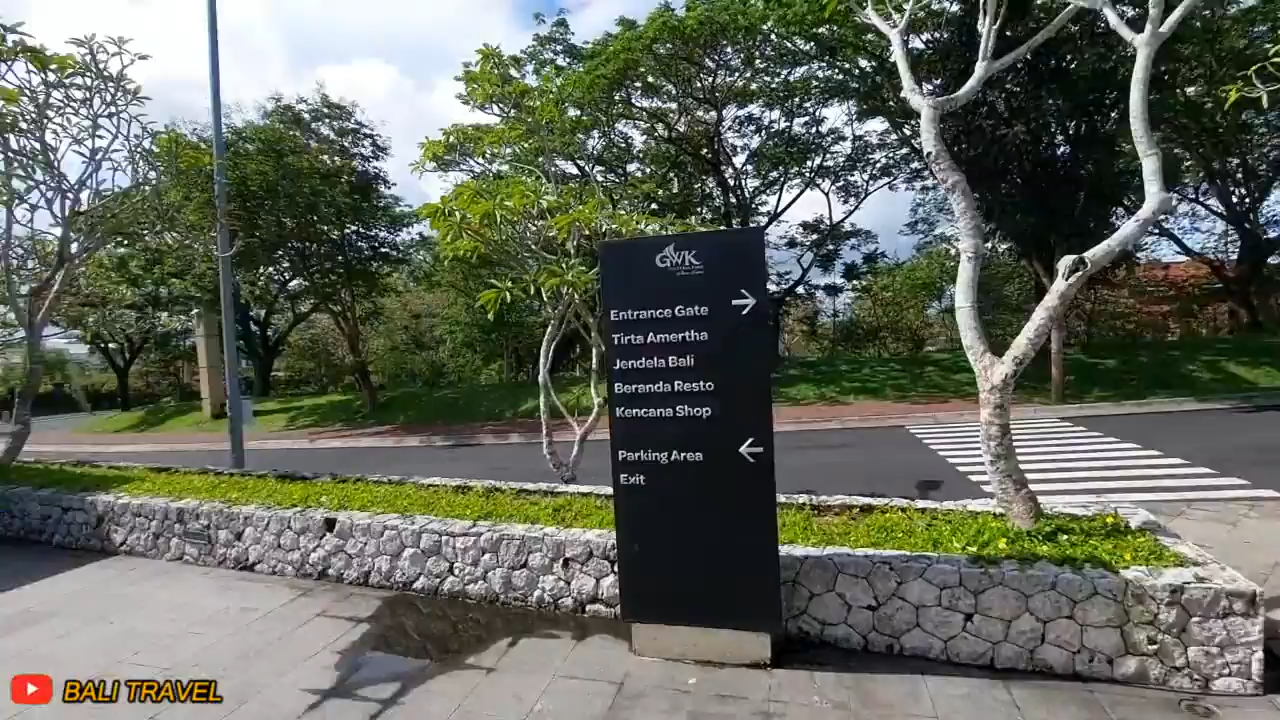 GWK
Entrance Gate
Tirta Amertha
Jendela Bali
Beranda Resto
Kencana Shop
Parking Area
Exit
BALI TRAVEL